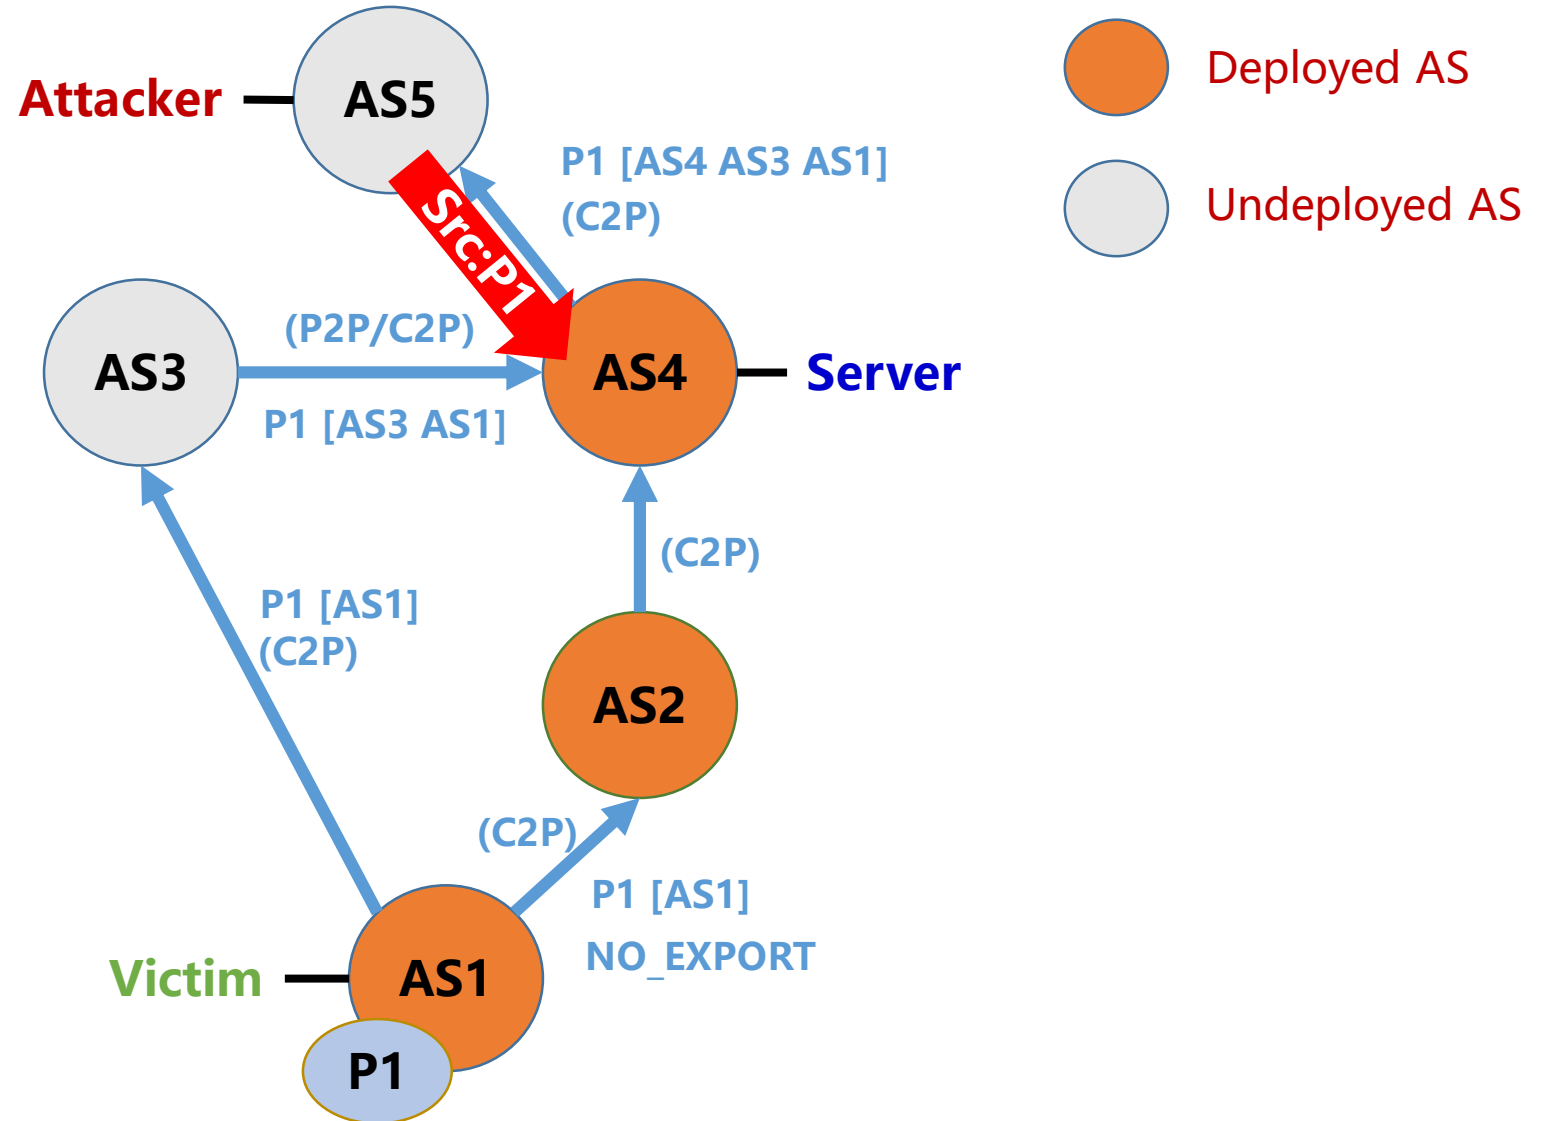 Attacker
AS5
Deployed AS
Undeployed AS
P1 [AS4 AS3 AS1]
(C2P)
Src:P1
AS3
(P2P/C2P)
P1 [AS3 AS1]
AS4
Server
(C2P)
P1 [AS1]
(C2P)
AS2
(C2P)
P1 [AS1]
NO_EXPORT
Victim
AS1
P1